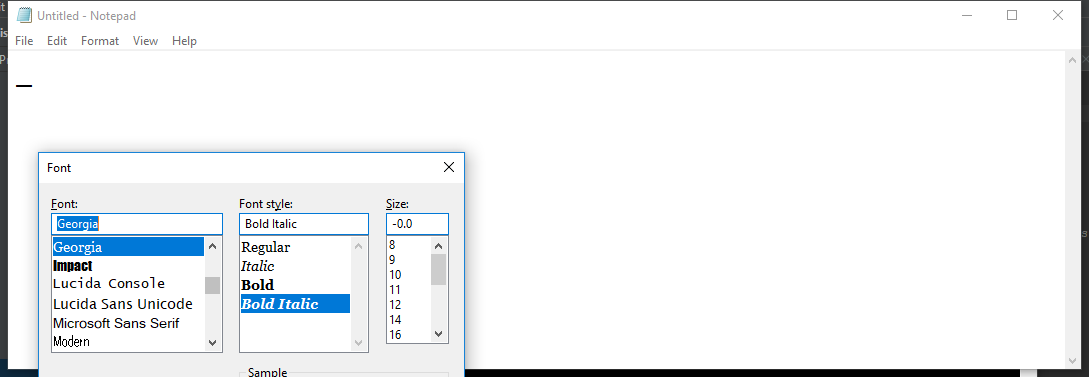 Untitled - Notepad
File Edit Format View Help
Font
Font: Font style: Size:
Georgia Bold Italic -0.0
Georgia Regular 8
Impact Italic 9
Lucida Console Bold 10
Lucida Sans Unicode Bold Italic 11
Microsoft Sans Serif 12
Modern 14
16
Sample